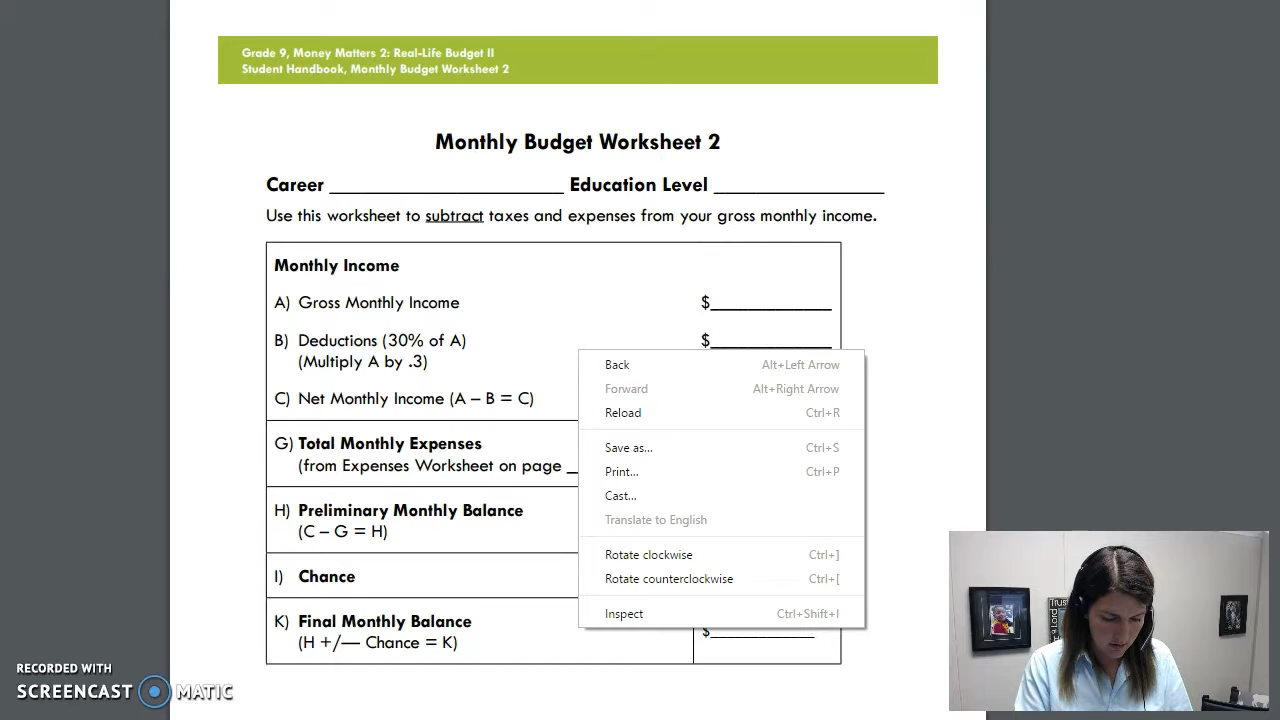 Grade 9, Money Matters 2: Real-Life Budget II
Student Handbook, Monthly Budget Worksheet 2
Monthly Budget Worksheet 2
Career ______________________ Education Level ________________
Use this worksheet to subtract taxes and expenses from your gross monthly income.
Monthly Income
A) Gross Monthly Income $____________
B) Deductions (30% of A) $____________
(Multiply A by .3)
C) Net Monthly Income (A – B = C)
G) Total Monthly Expenses
(from Expenses Worksheet on page _
H) Preliminary Monthly Balance
(C – G = H)
I) Chance
K) Final Monthly Balance $___________
(H +/— Chance = K)
Back Alt+Left Arrow
Forward Alt+Right Arrow
Reload Ctrl+R
Save as... Ctrl+S
Print... Ctrl+P
Cast...
Translate to English
Rotate clockwise Ctrl+]
Rotate counterclockwise Ctrl+[
Inspect Ctrl+Shift+I
RECORDED WITH
SCREENCAST MATIC